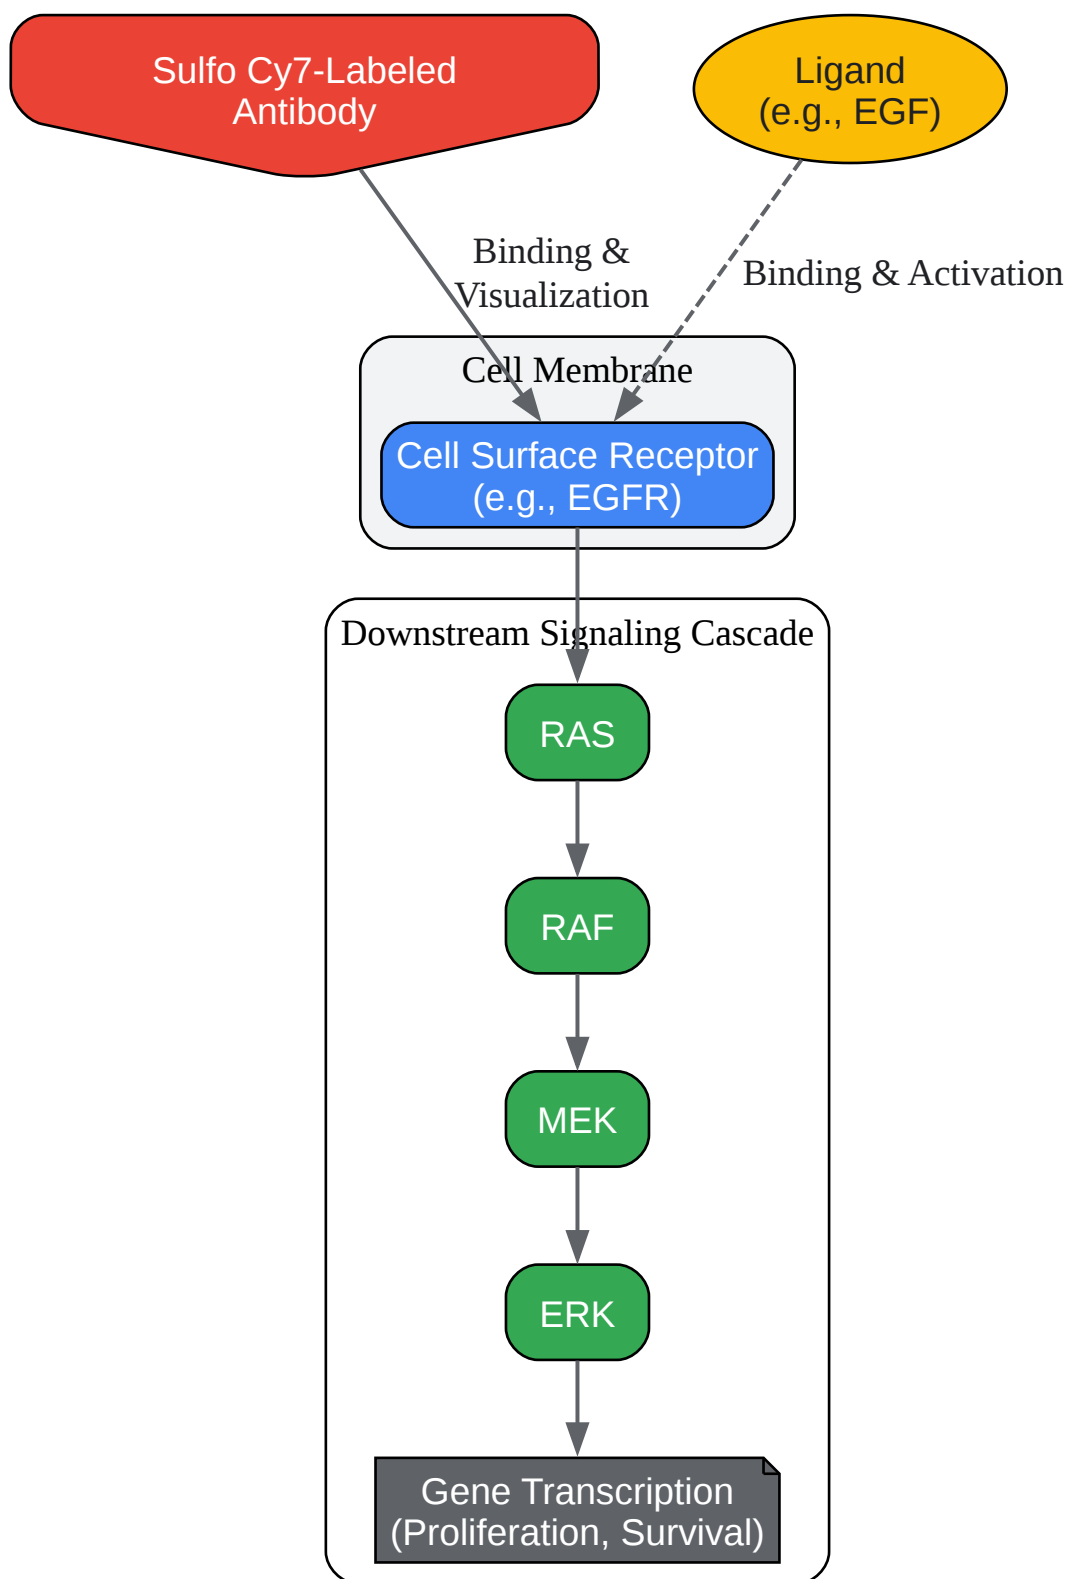 Sulfo Cy7-Labeled
Antibody
Ligand
(e.g., EGF)
Binding &
Visualization
Binding & Activation
Cell Membrane
Cell Surface Receptor
(e.g., EGFR)
Downstream Signaling Cascade
RAS
RAF
MEK
ERK
Gene Transcription
(Proliferation, Survival)